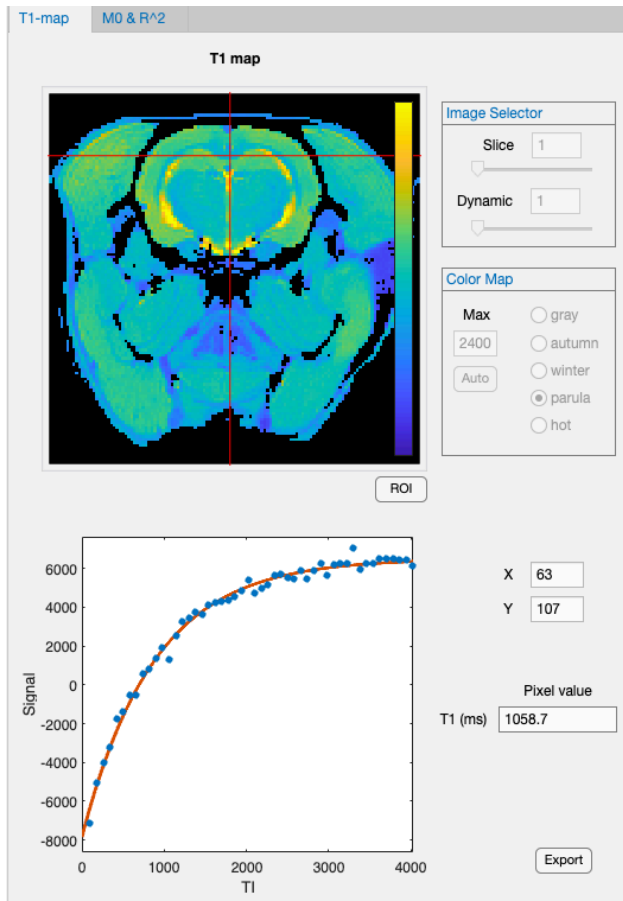 T1-map M0 & R^2
T1 map
Image Selector
Slice 1
Dynamic 1
Color Map
Max
2400
Auto
gray
autumn
winter
parula
hot
ROI
Signal
6000
4000
2000
0
-2000
-4000
-6000
-8000
0 1000 2000 3000 4000
TI
X 63
Y 107
Pixel value
T1 (ms) 1058.7
Export